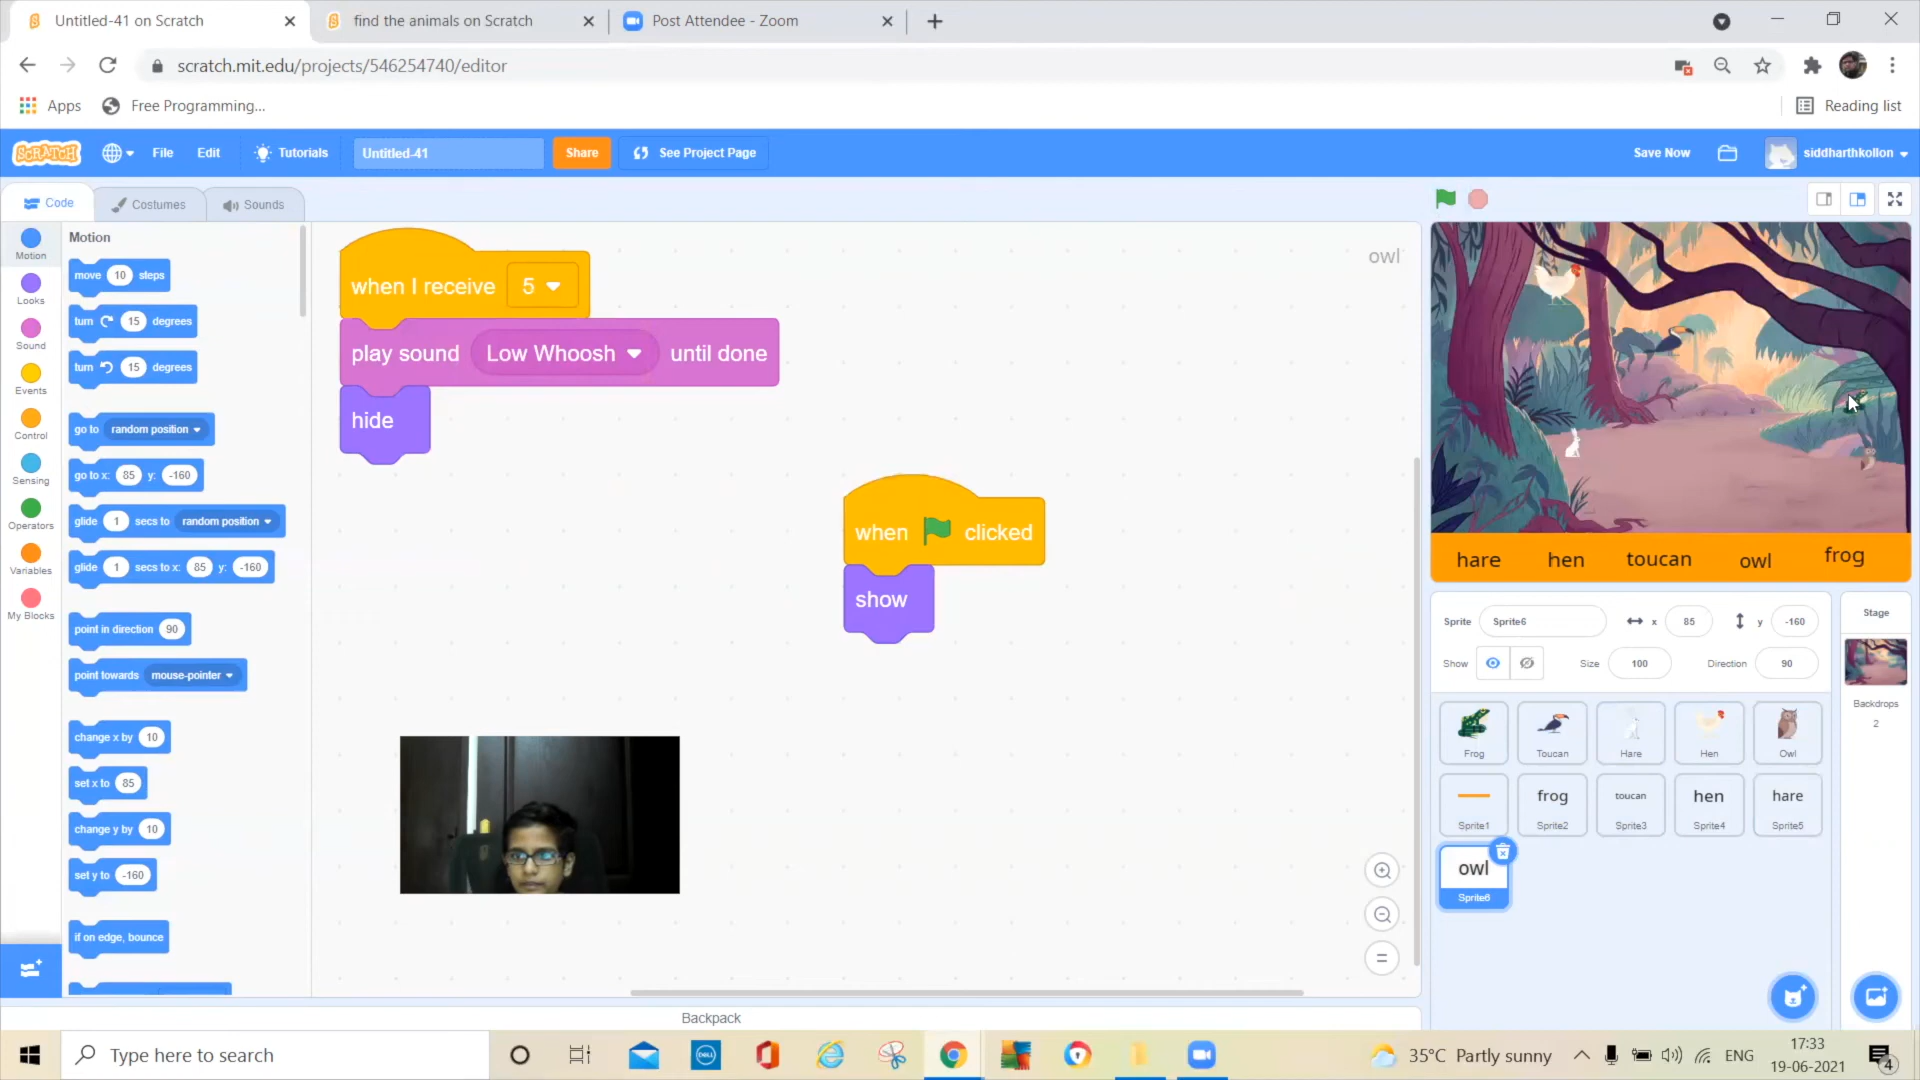 Untitled-41 on Scratch
find the animals on Scratch
Post Attendee - Zoom
scratch.mit.edu/projects/546254740/editor
Apps
Free Programming...
Reading list
SCRATCH
File
Edit
Tutorials
Untitled-41
Share
See Project Page
Save Now
siddharthkollon
Code
Costumes
Sounds
Motion
Looks
Sound
Events
Control
Sensing
Operators
Variables
My Blocks
Motion
move 10 steps
turn 15 degrees
turn 15 degrees
go to random position
go to x: 85 y: -160
glide 1 secs to random position
glide 1 secs to x: 85 y: -160
point in direction 90
point towards mouse-pointer
change x by 10
set x to 85
change y by 10
set y to -160
if on edge, bounce
when I receive 5
play sound Low Whoosh until done
hide
when clicked
show
owl
hare hen toucan owl frog
Sprite Sprite6 x 85 y -160
Show Size 100 Direction 90
Stage
Backdrops
2
Frog
Toucan
Hare
Hen
Owl
Sprite1
frog
Sprite2
toucan
Sprite3
hen
Sprite4
hare
Sprite5
owl
Sprite6
Backpack
Type here to search
DELL
35°C Partly sunny
ENG
17:33
19-06-2021
4